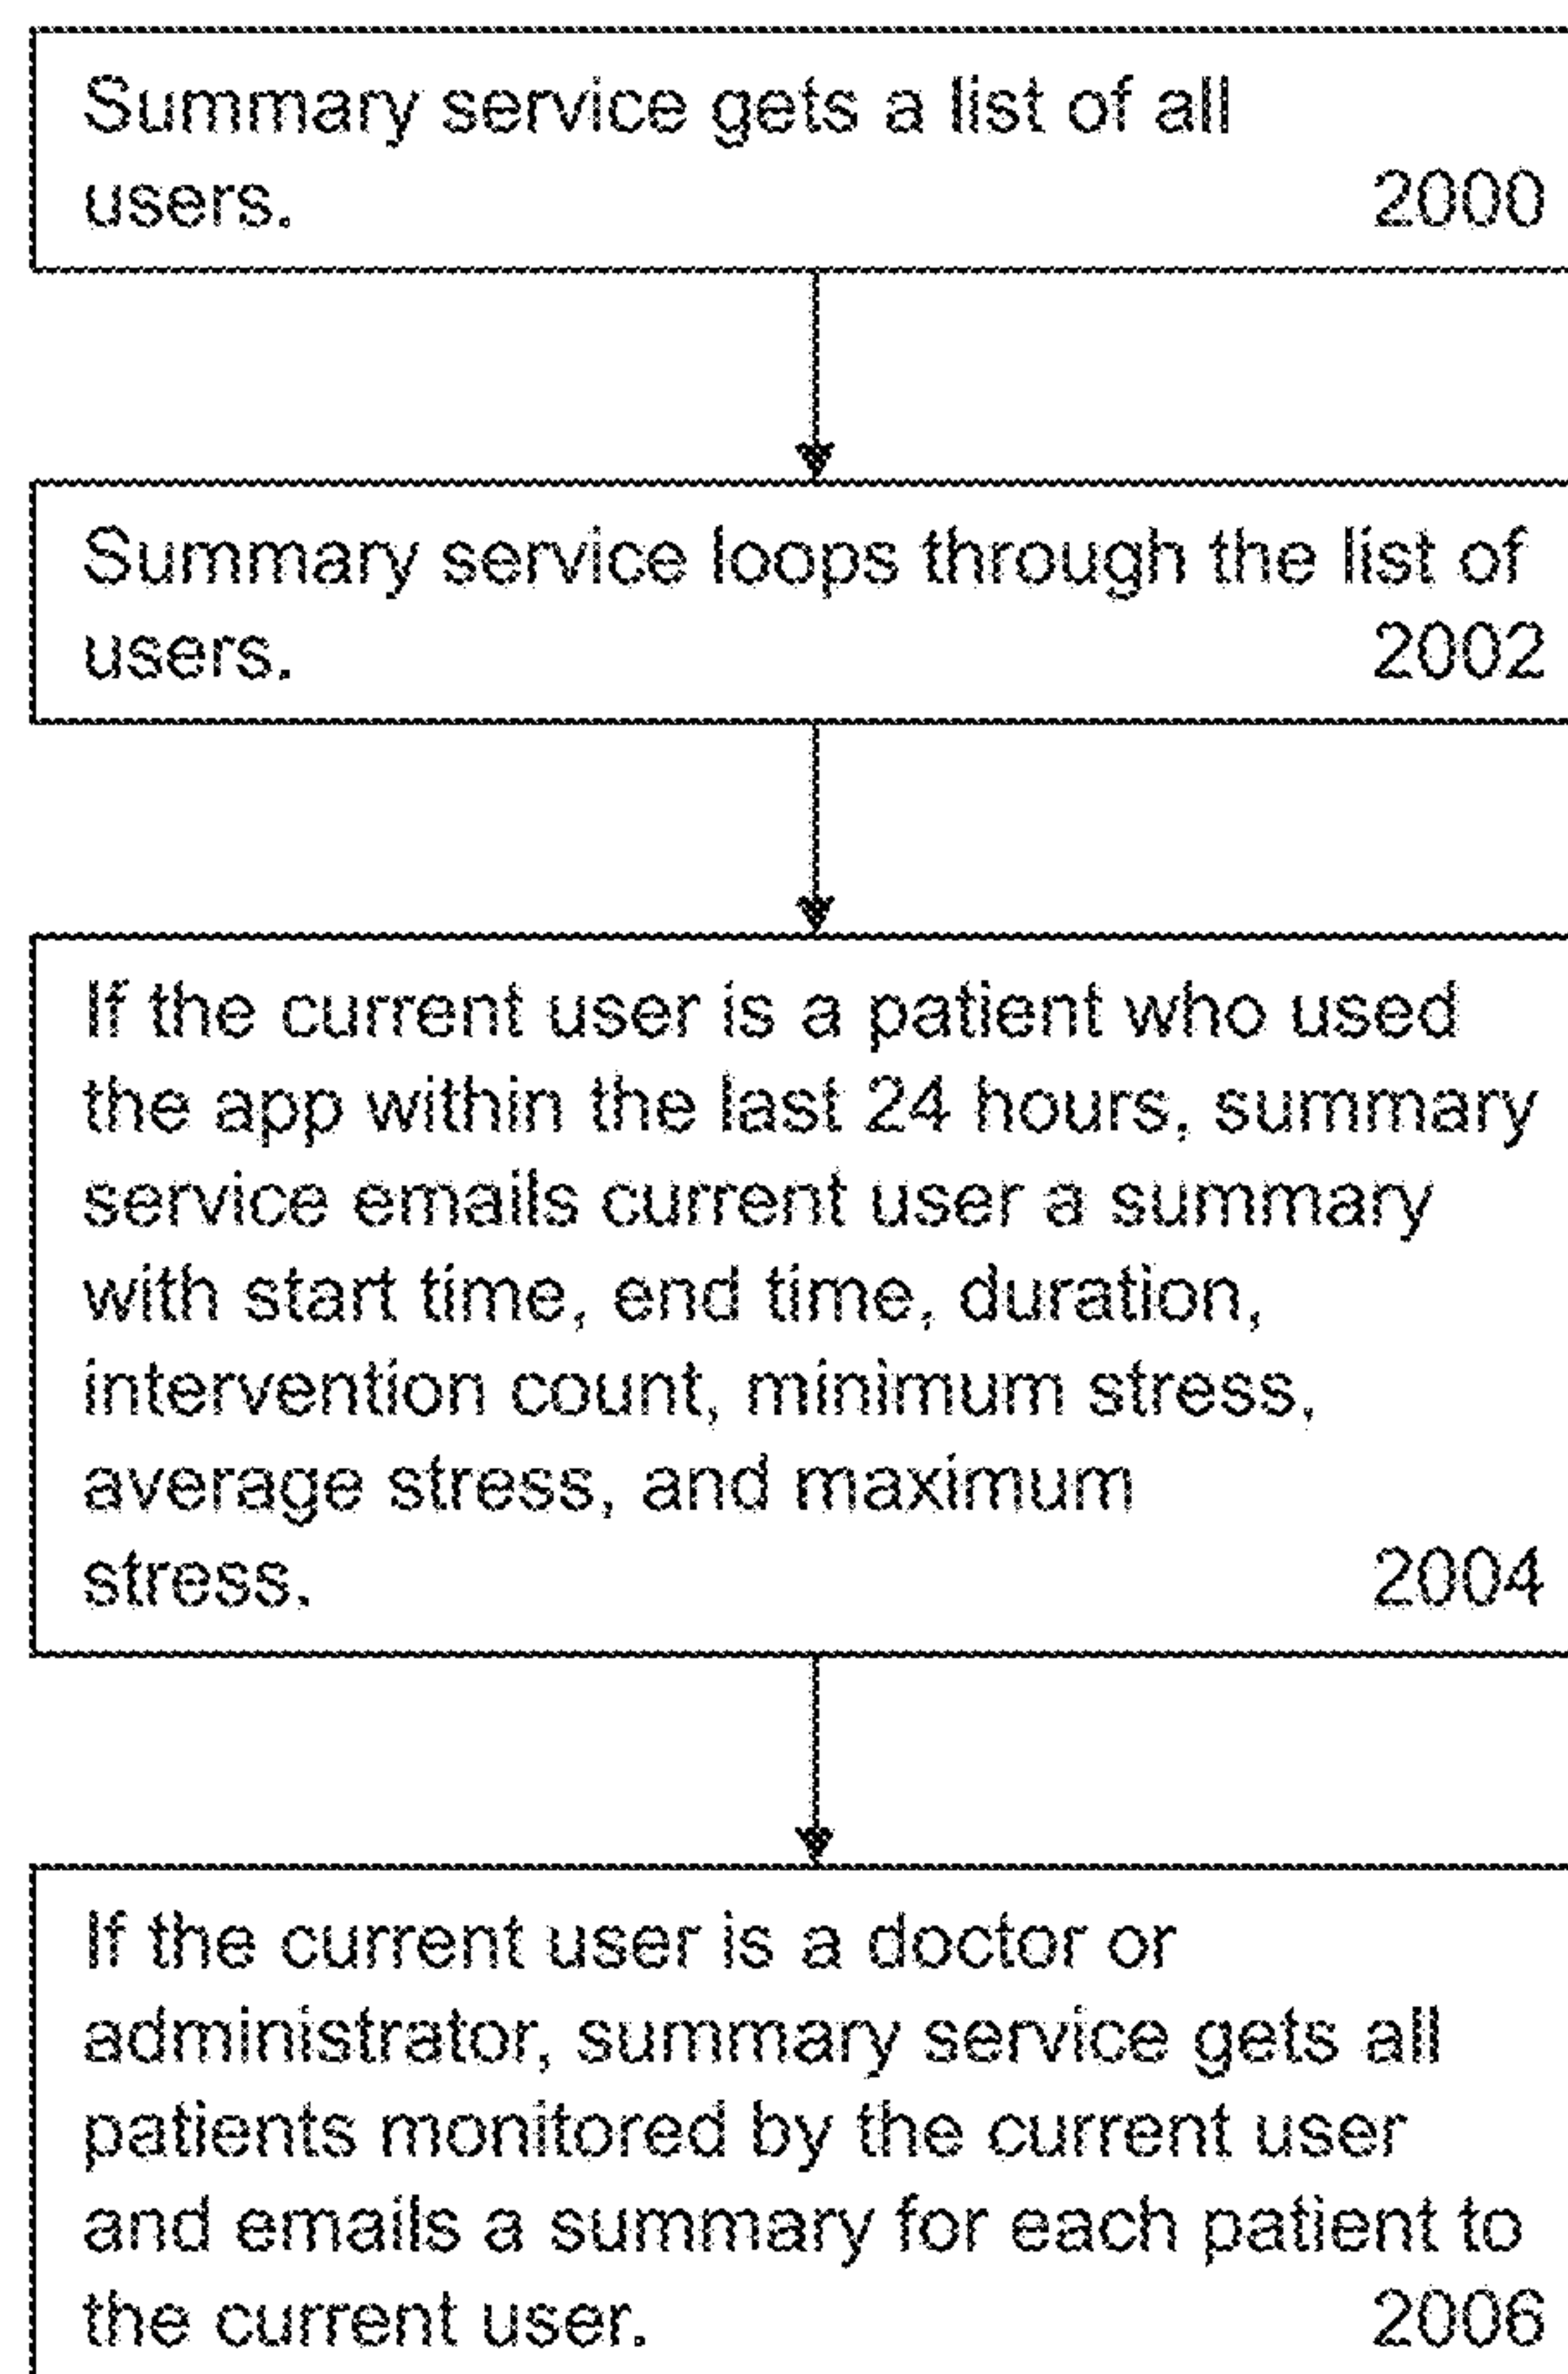 Summary service gets a list of all
users. 2000
Summary service loops through the list of
users. 2002
If the current user is a patient who used
the app within the last 24 hours, summary
service emails current user a summary
with start time, end time, duration,
intervention count, minimum stress,
average stress, and maximum
stress. 2004
If the current user is a doctor or
administrator, summary service gets all
patients monitored by the current user
and emails a summary for each patient to
the current user. 2006